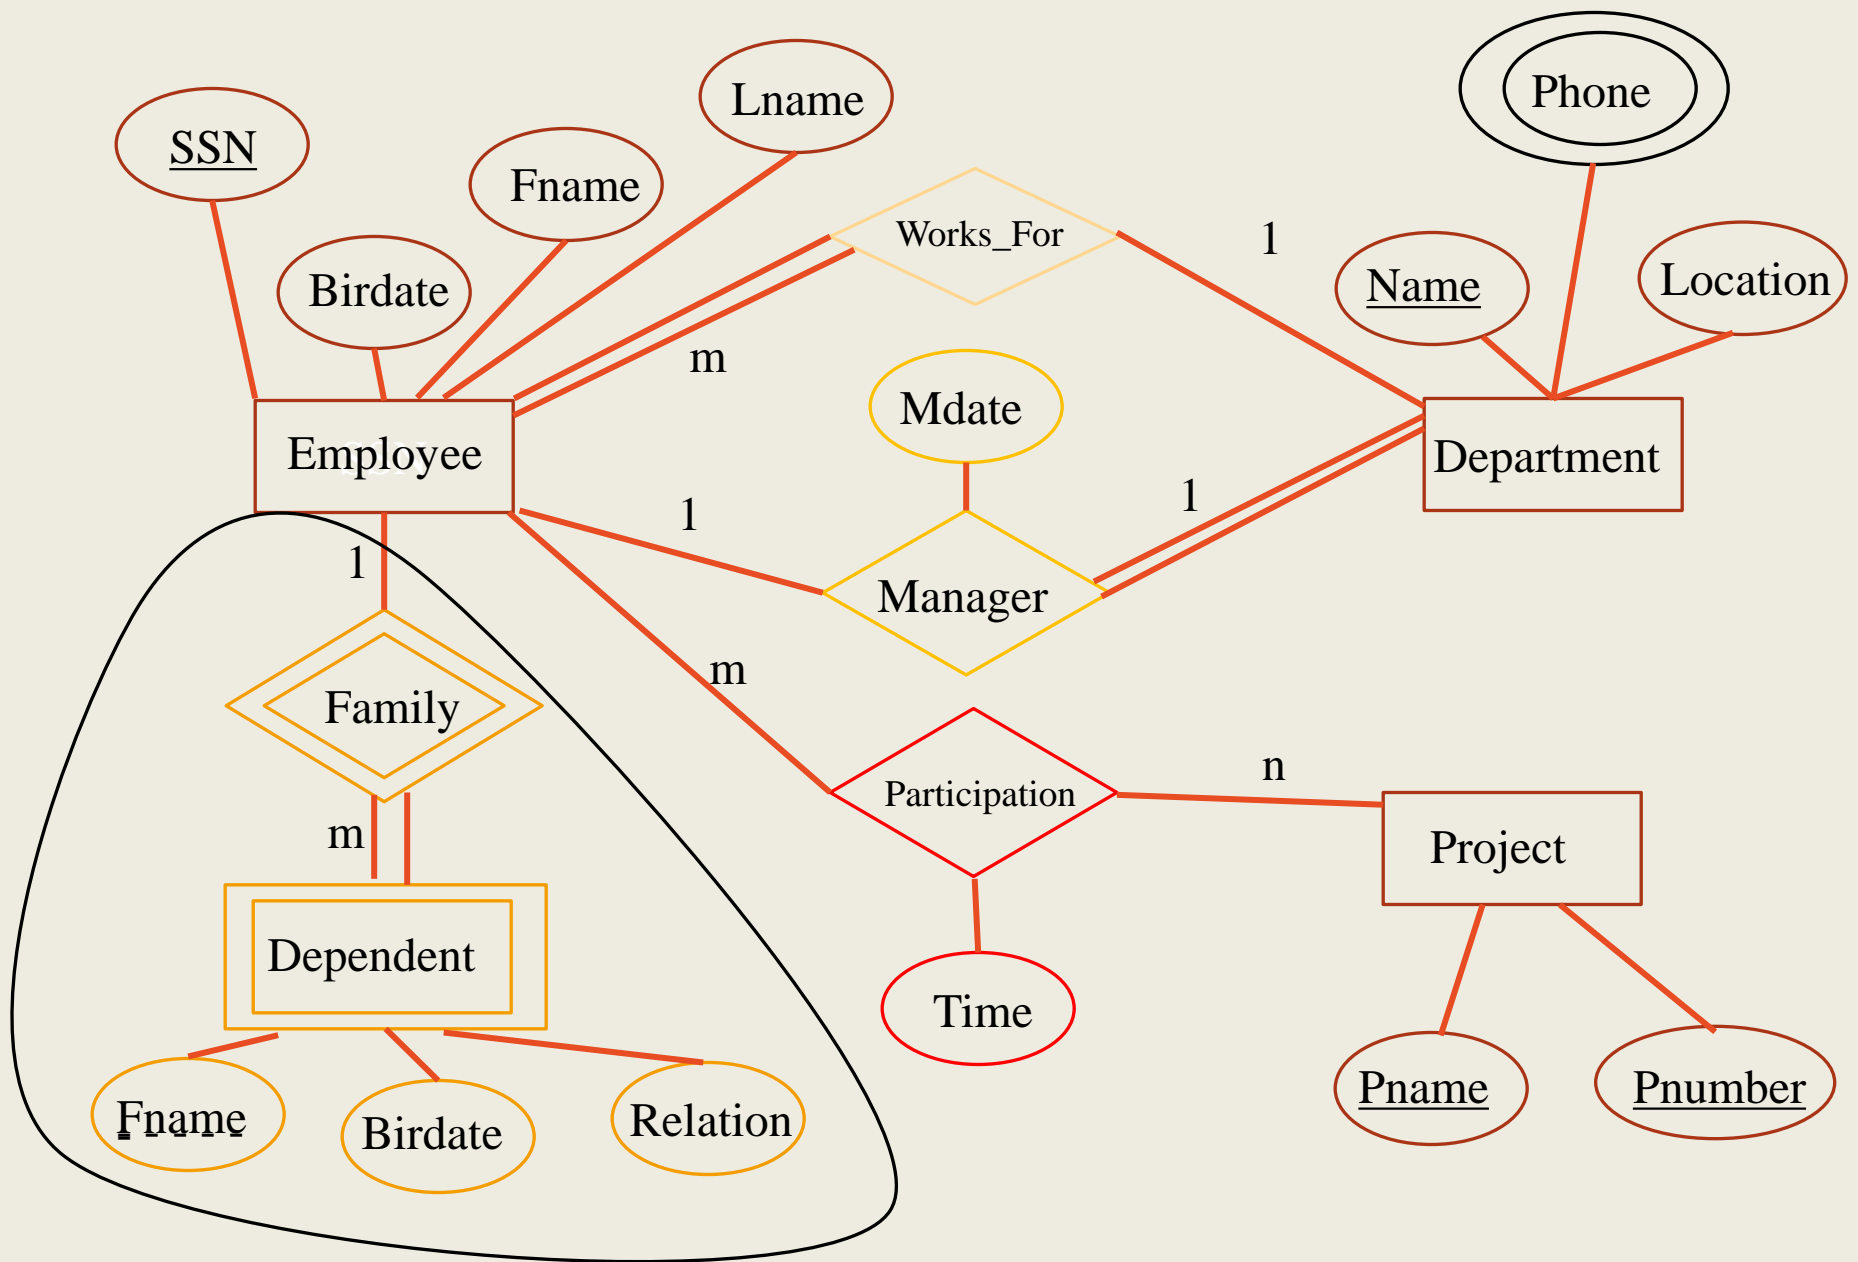 Lname
Phone
SSN
Fname
Works_For
1
Birdate
Name
Location
m
Mdate
Employee
Department
1
1
1
Manager
m
Family
n
Participation
m
Project
Dependent
Time
Fname
Birdate
Relation
Pname
Pnumber